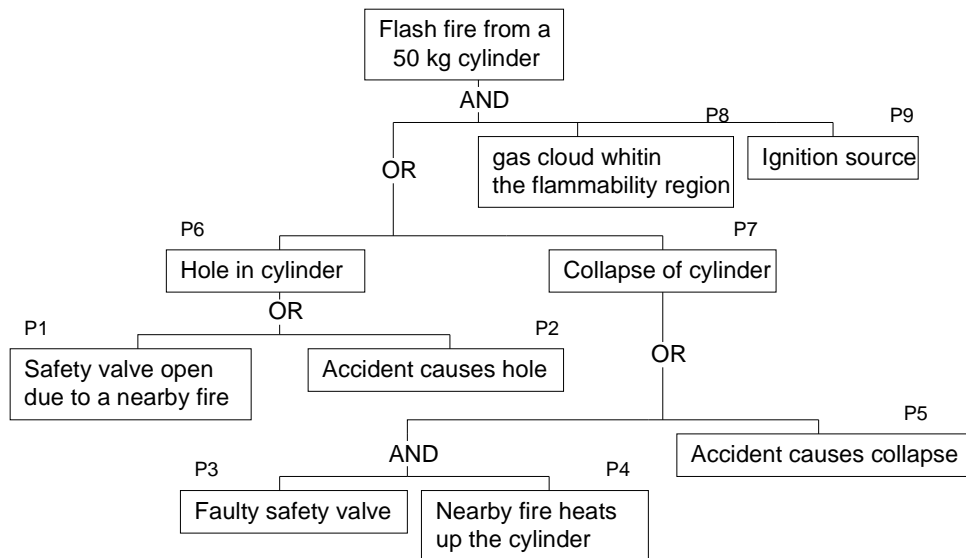 Flash fire from a
50 kg cylinder
AND
P8
P9
OR
gas cloud whitin
the flammability region
Ignition source
P6
P7
Hole in cylinder
Collapse of cylinder
OR
P1
P2
OR
Safety valve open
due to a nearby fire
Accident causes hole
P5
AND
Accident causes collapse
P3
P4
Faulty safety valve
Nearby fire heats
up the cylinder